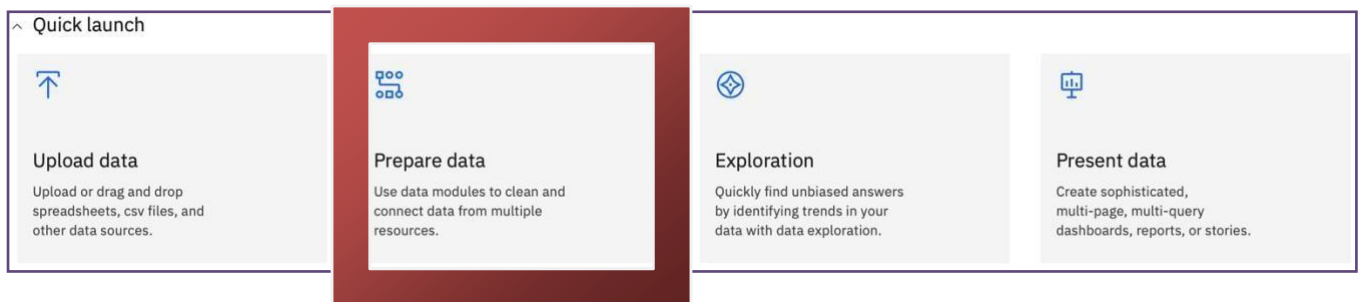 Quick launch
Upload data
Upload or drag and drop
spreadsheets, csv files, and
other data sources.
Prepare data
Use data modules to clean and
connect data from multiple
resources.
Exploration
Quickly find unbiased answers
by identifying trends in your
data with data exploration.
Present data
Create sophisticated,
multi-page, multi-query
dashboards, reports, or stories.